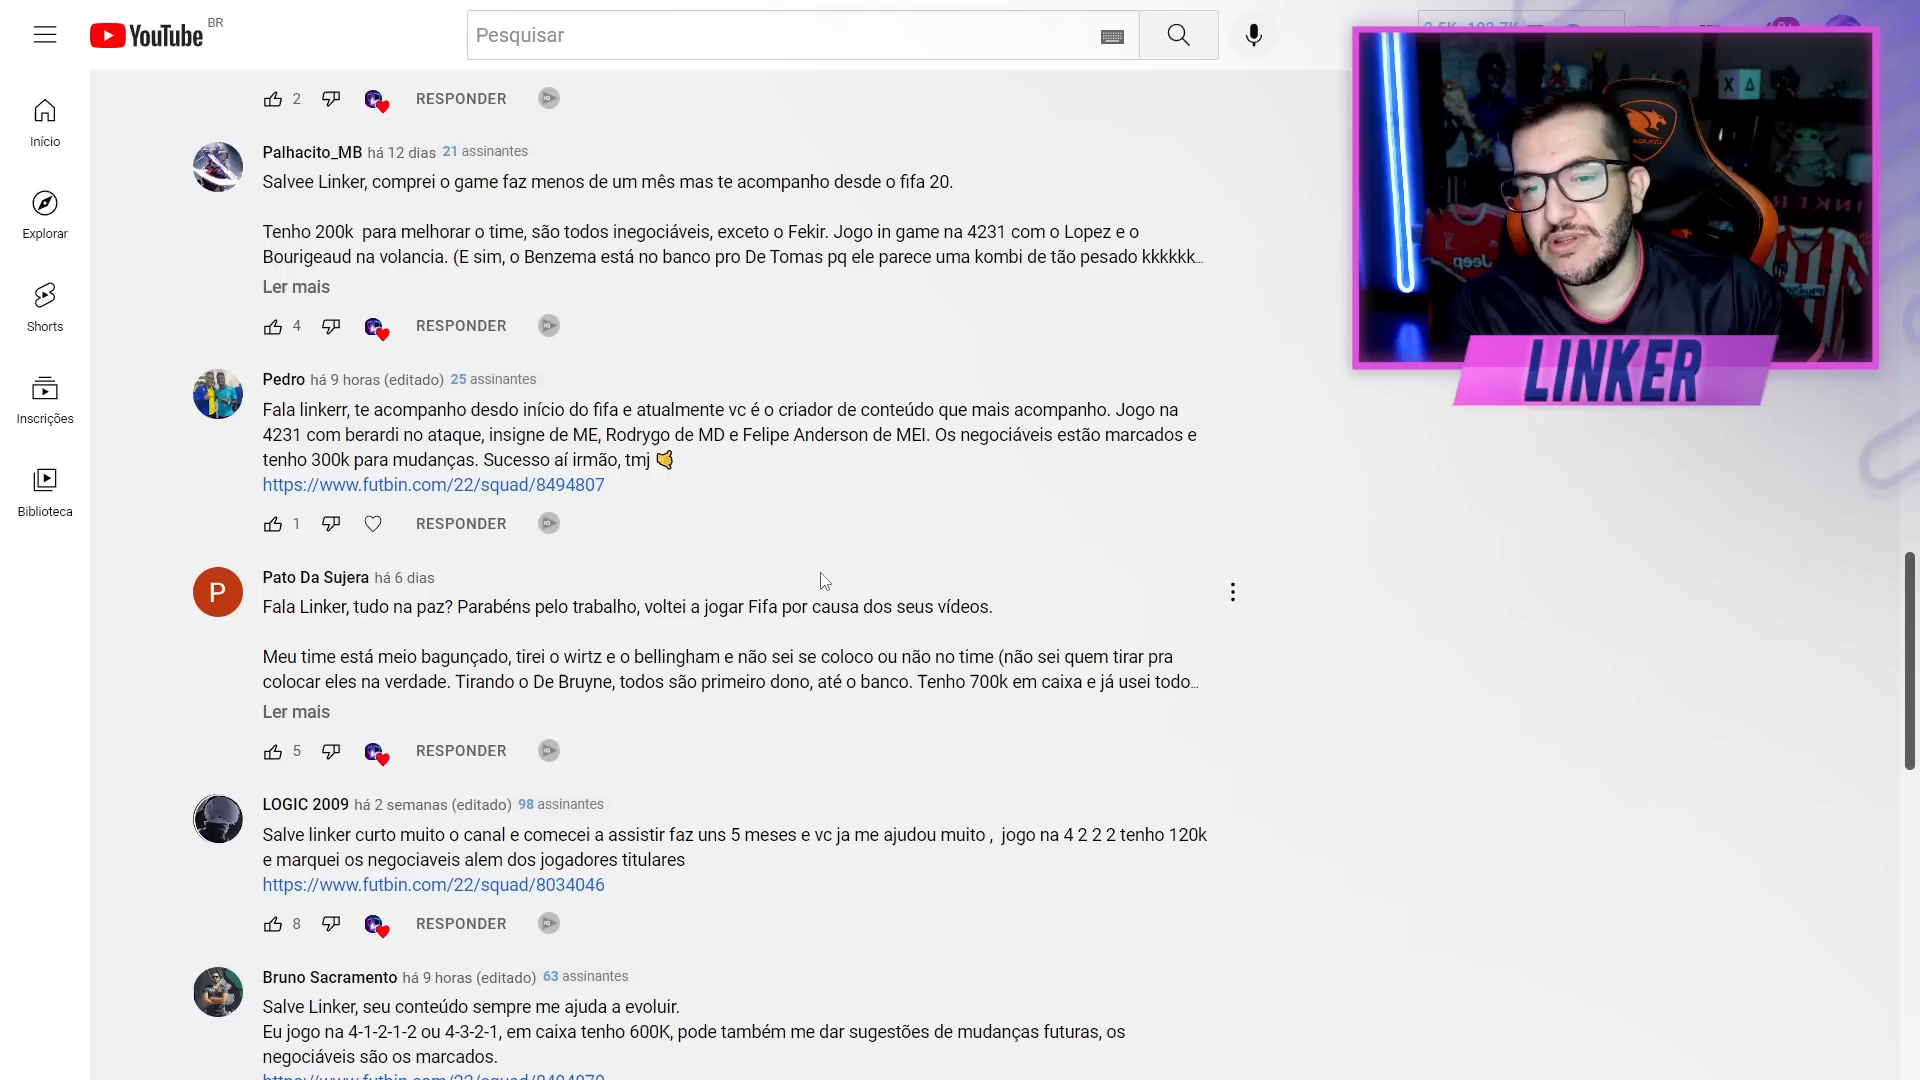 YouTube BR
Pesquisar
Início
Explorar
Shorts
Inscrições
Biblioteca
2 RESPONDER
Palhacito_MB há 12 dias 21 assinantes
Salvee Linker, comprei o game faz menos de um mês mas te acompanho desde o fifa 20.
Tenho 200k para melhorar o time, são todos inegociáveis, exceto o Fekir. Jogo in game na 4231 com o Lopez e o
Bourigeaud na volancia. (E sim, o Benzema está no banco pro De Tomas pq ele parece uma kombi de tão pesado kkkkkk...
Ler mais
4 RESPONDER
Pedro há 9 horas (editado) 25 assinantes
Fala linkerr, te acompanho desdo início do fifa e atualmente vc é o criador de conteúdo que mais acompanho. Jogo na
4231 com berardi no ataque, insigne de ME, Rodrygo de MD e Felipe Anderson de MEI. Os negociáveis estão marcados e
tenho 300k para mudanças. Sucesso aí irmão, tmj 🤙
https://www.futbin.com/22/squad/8494807
1 RESPONDER
P
Pato Da Sujera há 6 dias
Fala Linker, tudo na paz? Parabéns pelo trabalho, voltei a jogar Fifa por causa dos seus vídeos.
Meu time está meio bagunçado, tirei o wirtz e o bellingham e não sei se coloco ou não no time (não sei quem tirar pra
colocar eles na verdade. Tirando o De Bruyne, todos são primeiro dono, até o banco. Tenho 700k em caixa e já usei todo...
Ler mais
5 RESPONDER
LOGIC 2009 há 2 semanas (editado) 98 assinantes
Salve linker curto muito o canal e comecei a assistir faz uns 5 meses e vc ja me ajudou muito , jogo na 4 2 2 2 tenho 120k
e marquei os negociaveis alem dos jogadores titulares
https://www.futbin.com/22/squad/8034046
8 RESPONDER
Bruno Sacramento há 9 horas (editado) 63 assinantes
Salve Linker, seu conteúdo sempre me ajuda a evoluir.
Eu jogo na 4-1-2-1-2 ou 4-3-2-1, em caixa tenho 600K, pode também me dar sugestões de mudanças futuras, os
negociáveis são os marcados.
LINKER
Jeep